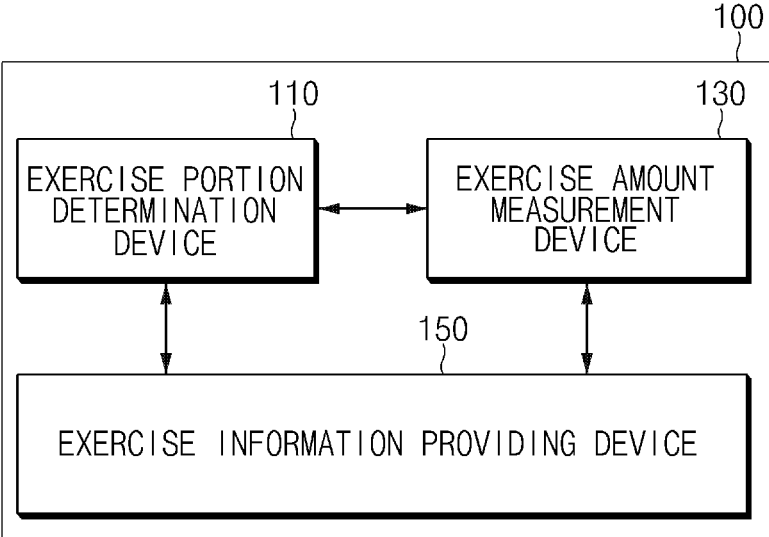 100
110
130
EXERCISE PORTION
DETERMINATION
DEVICE
EXERCISE AMOUNT
MEASUREMENT
DEVICE
150
EXERCISE INFORMATION PROVIDING DEVICE